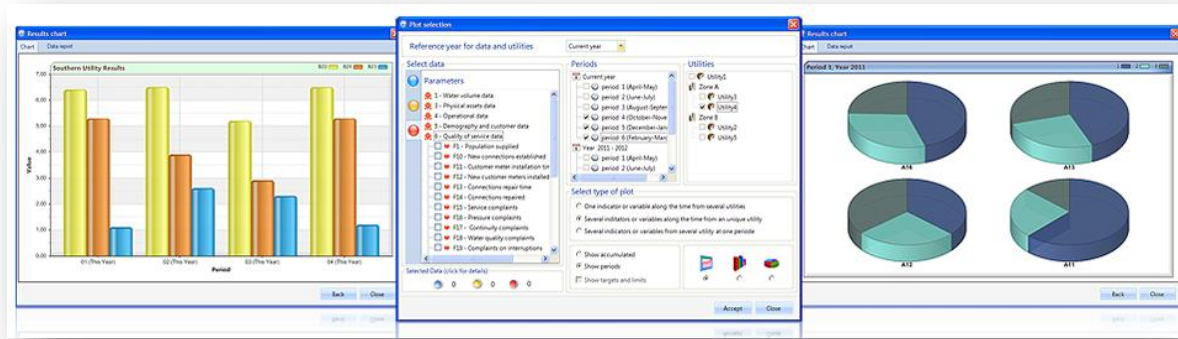 Results chart
Chart Data report
Southern Utility Results
B20 B24 B23
7,00
6,00
5,00
4,00
3,00
2,00
1,00
0,00
Value
01 (This Year) 02 (This Year) 03 (This Year) 04 (This Year)
Period
Back Close
Plot selection
Reference year for data and utilities Current year
Select data
Parameters
1 - Water volume data
3 - Physical assets data
4 - Operational data
5 - Demography and customer data
6 - Quality of service data
F1 - Population supplied
F10 - New connections established
F11 - Customer meter installation tim
F12 - New customer meters installed
F13 - Connections repair time
F14 - Connections repaired
F15 - Service complaints
F16 - Pressure complaints
F17 - Continuity complaints
F18 - Water quality complaints
F19 - Complaints on interruptions
Selected Data (click for details)
0 0 0
Periods
Current year
period 1 (April-May)
period 2 (June-July)
period 3 (August-Septem
period 4 (October-Nove
period 5 (December-Jan
period 6 (February-Marc
Year 2011 - 2012
period 1 (April-May)
period 2 (June-July)
Utilities
Utility1
Zone A
Utility3
Utility4
Zone B
Utility2
Utility5
Select type of plot
One indicator or variable along the time from several utilities
Several inditators or variables along the time from an unique utility
Several indicators or variables from several utility at one periode
Show accumulated
Show periods
Show targets and limits
Accept Close
Results chart
Chart Data report
Period 1, Year 2011
1 2 3
A16 A15
A12 A11
Back Close